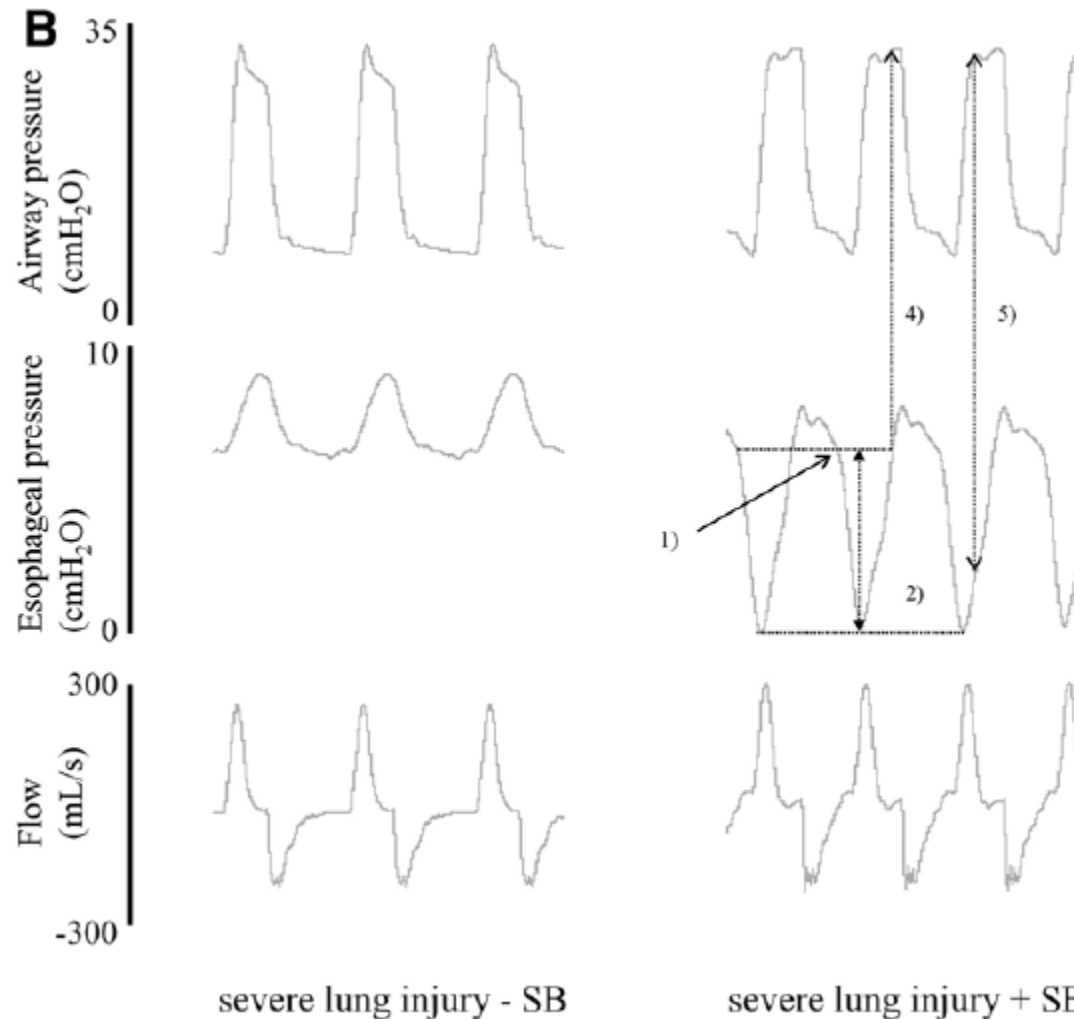 B
35
Airway pressure
(cmH₂O)
0
4)
5)
10
Esophageal pressure
(cmH₂O)
1)
2)
0
300
Flow
(mL/s)
-300
severe lung injury - SB
severe lung injury + SB